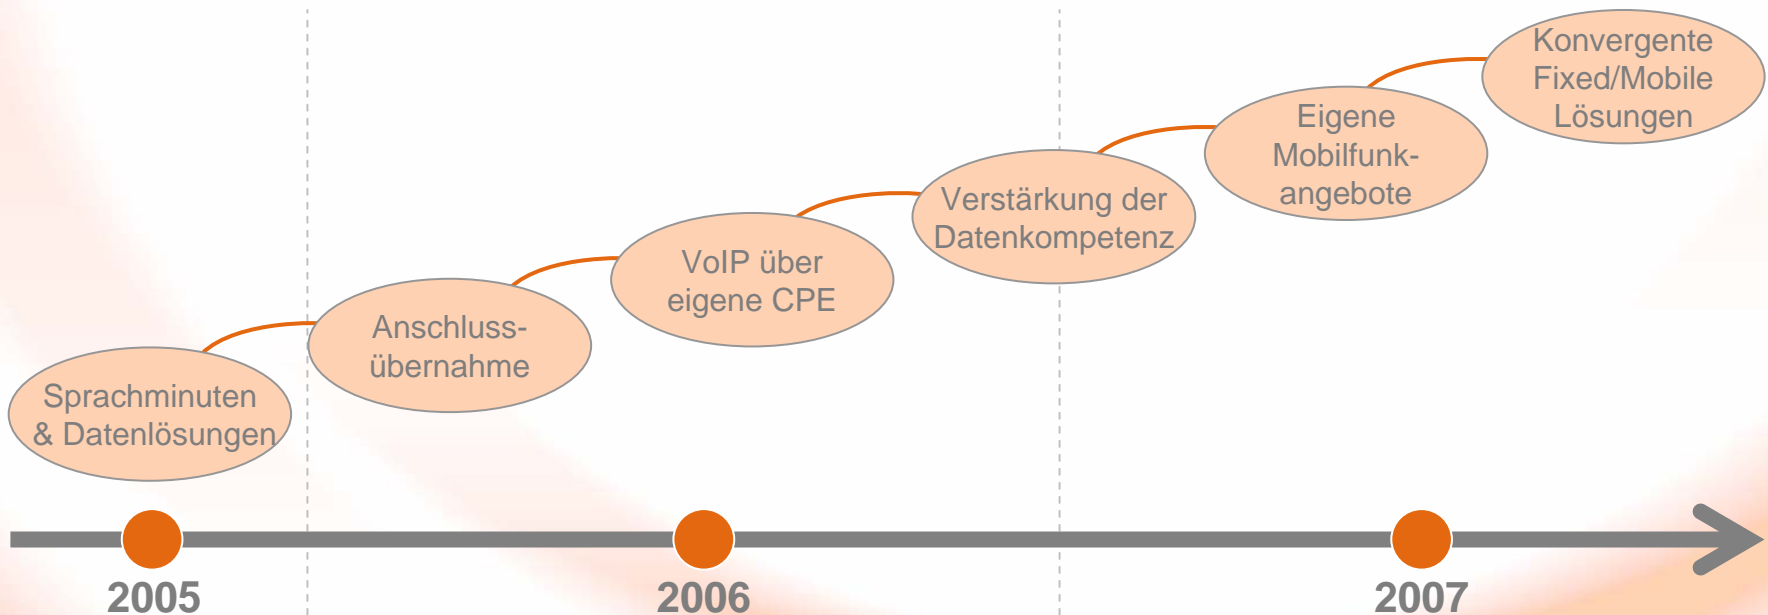 Sprachminuten
& Datenlösungen
Anschluss-
übernahme
VoIP über
eigene CPE
Verstärkung der
Datenkompetenz
Eigene
Mobilfunk-
angebote
Konvergente
Fixed/Mobile
Lösungen
2005
2006
2007